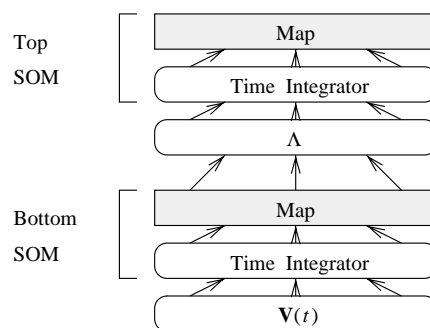 Top
SOM
Map
Time Integrator
Λ
Bottom
SOM
Map
Time Integrator
V(t)